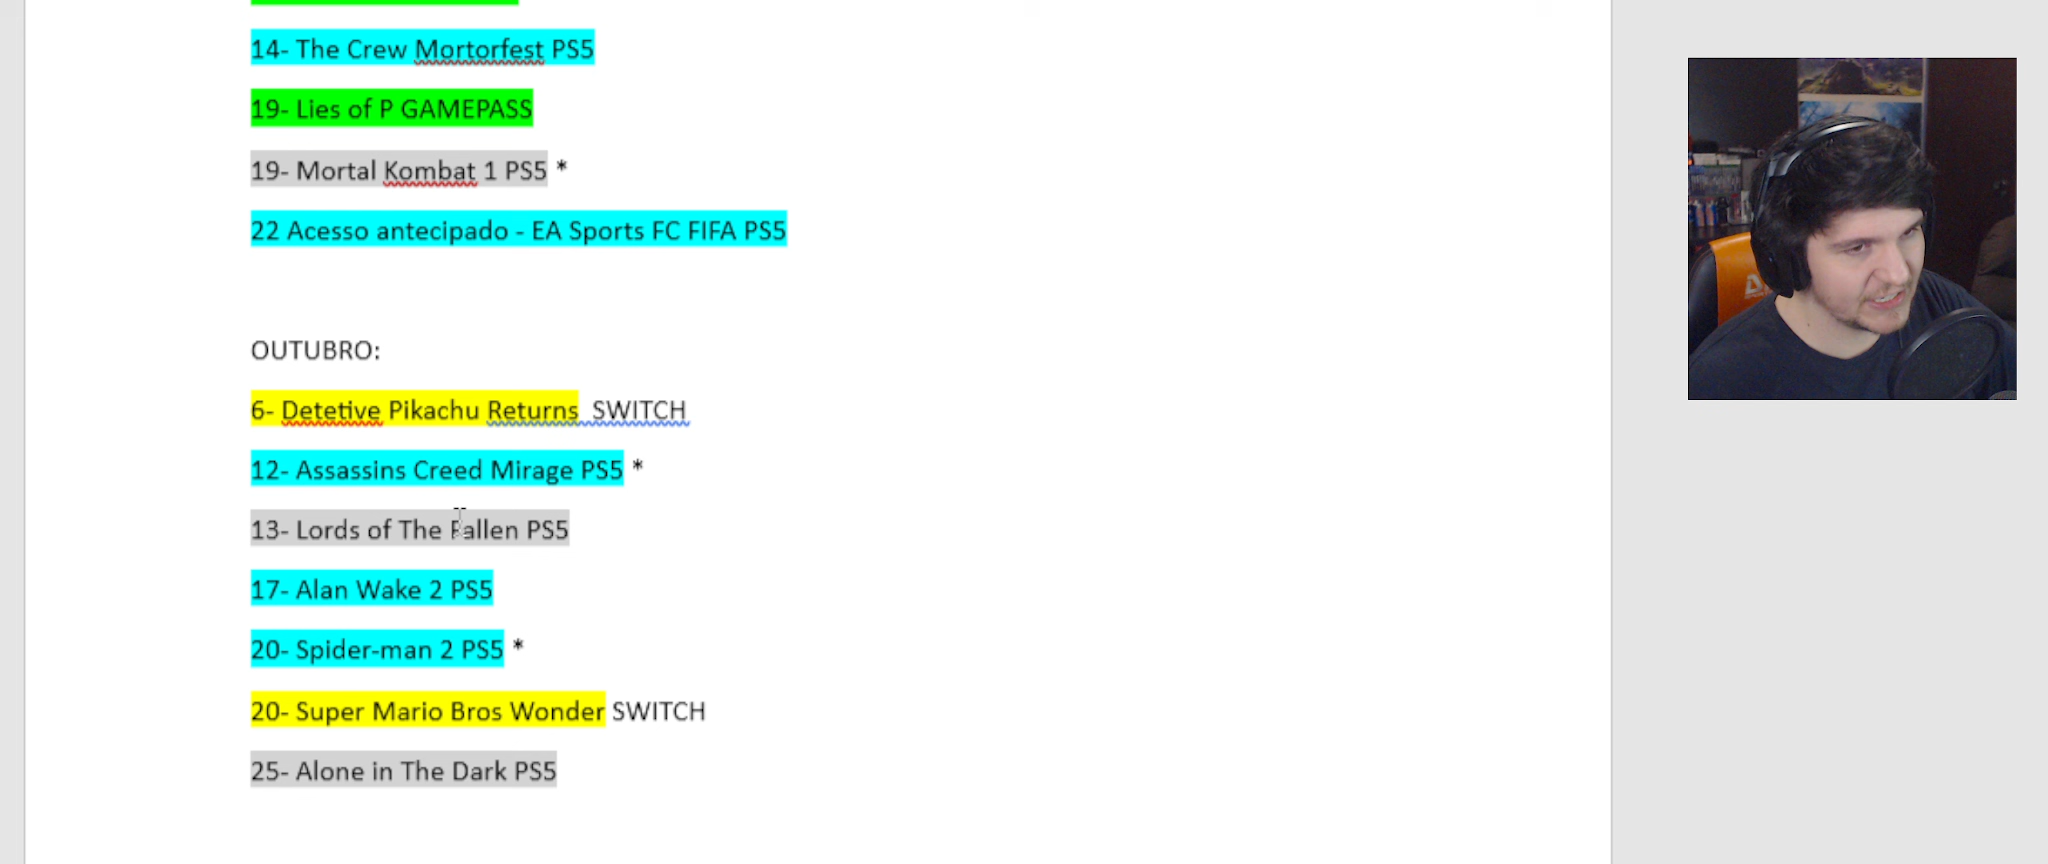 14- The Crew Mortorfest PS5
19- Lies of P GAMEPASS
19- Mortal Kombat 1 PS5 *
22 Acesso antecipado - EA Sports FC FIFA PS5
OUTUBRO:
6- Detetive Pikachu Returns  SWITCH
12- Assassins Creed Mirage PS5 *
13- Lords of The Fallen PS5
17- Alan Wake 2 PS5
20- Spider-man 2 PS5 *
20- Super Mario Bros Wonder SWITCH
25- Alone in The Dark PS5